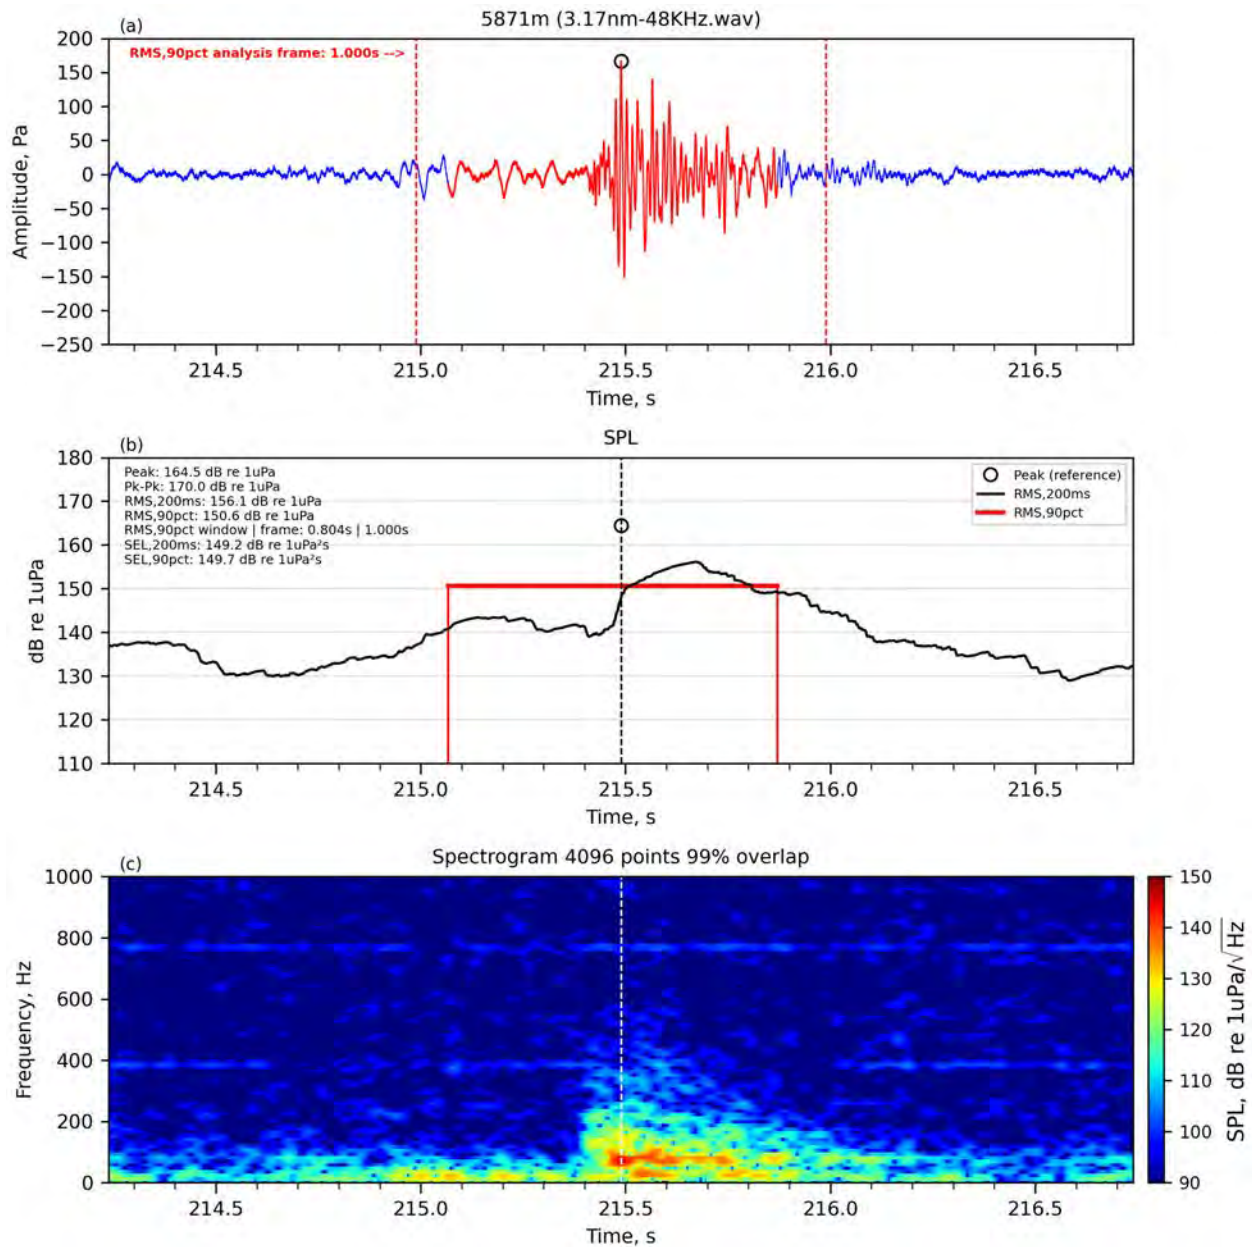 (a)
5871m (3.17nm-48KHz.wav)
RMS,90pct analysis frame: 1.000s -->
Amplitude, Pa
200
150
100
50
0
−50
−100
−150
−200
−250
214.5 215.0 215.5 216.0 216.5
Time, s
(b)
SPL
Peak: 164.5 dB re 1uPa
Pk-Pk: 170.0 dB re 1uPa
RMS,200ms: 156.1 dB re 1uPa
RMS,90pct: 150.6 dB re 1uPa
RMS,90pct window | frame: 0.804s | 1.000s
SEL,200ms: 149.2 dB re 1uPa²s
SEL,90pct: 149.7 dB re 1uPa²s
Peak (reference)
RMS,200ms
RMS,90pct
dB re 1uPa
180
170
160
150
140
130
120
110
214.5 215.0 215.5 216.0 216.5
Time, s
(c)
Spectrogram 4096 points 99% overlap
Frequency, Hz
1000
800
600
400
200
0
214.5 215.0 215.5 216.0 216.5
Time, s
150
140
130
120
110
100
90
SPL, dB re 1uPa/√Hz